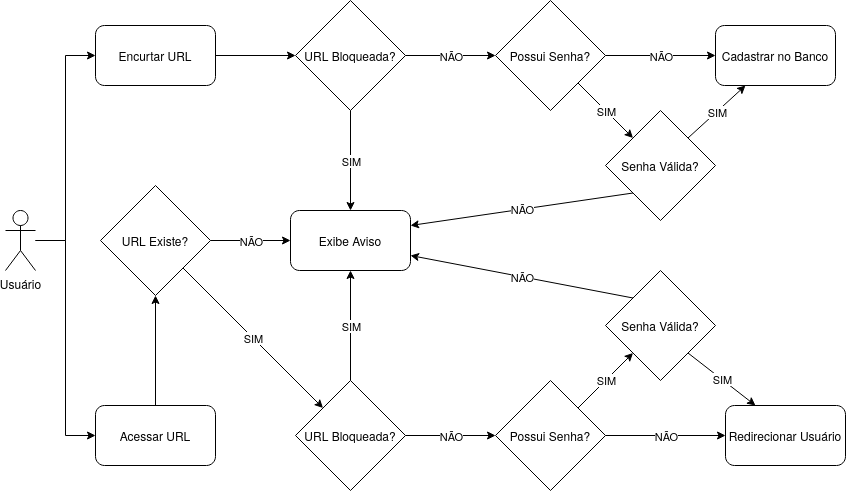 Encurtar URL
URL Bloqueada?
NÃO
Possui Senha?
NÃO
Cadastrar no Banco
SIM
SIM
SIM
Senha Válida?
NÃO
URL Existe?
NÃO
Exibe Aviso
Usuário
NÃO
SIM
SIM
Senha Válida?
SIM
SIM
Acessar URL
URL Bloqueada?
NÃO
Possui Senha?
NÃO
Redirecionar Usuário